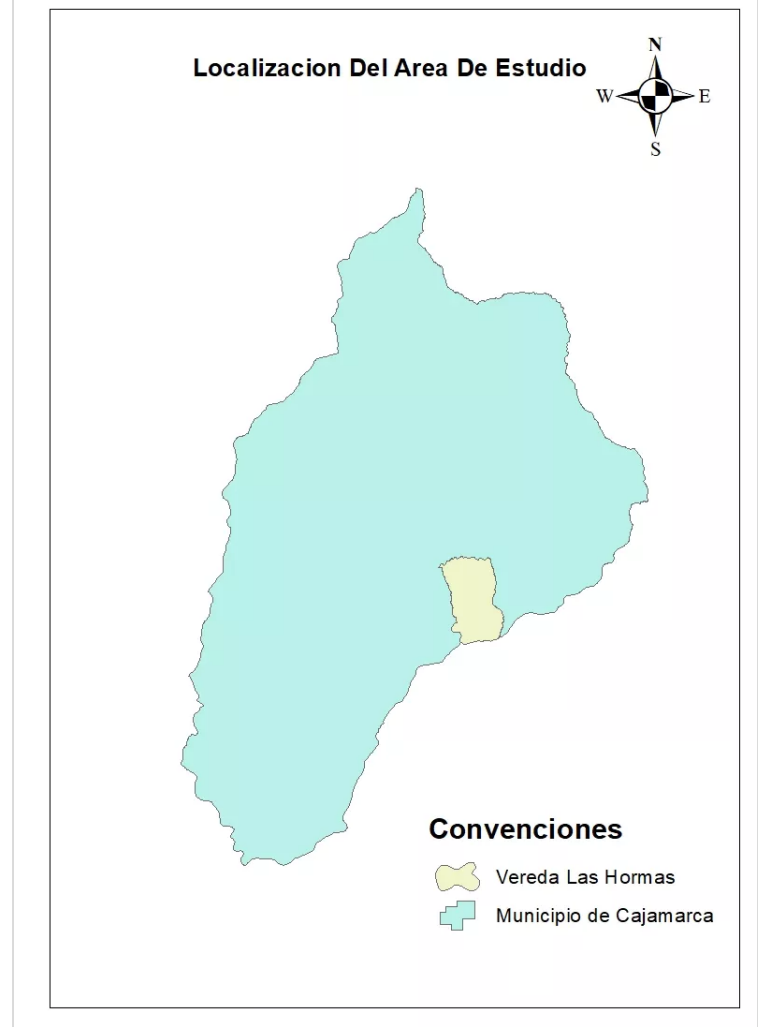 Localizacion Del Area De Estudio
N
W
E
S
Convenciones
Vereda Las Hormas
Municipio de Cajamarca